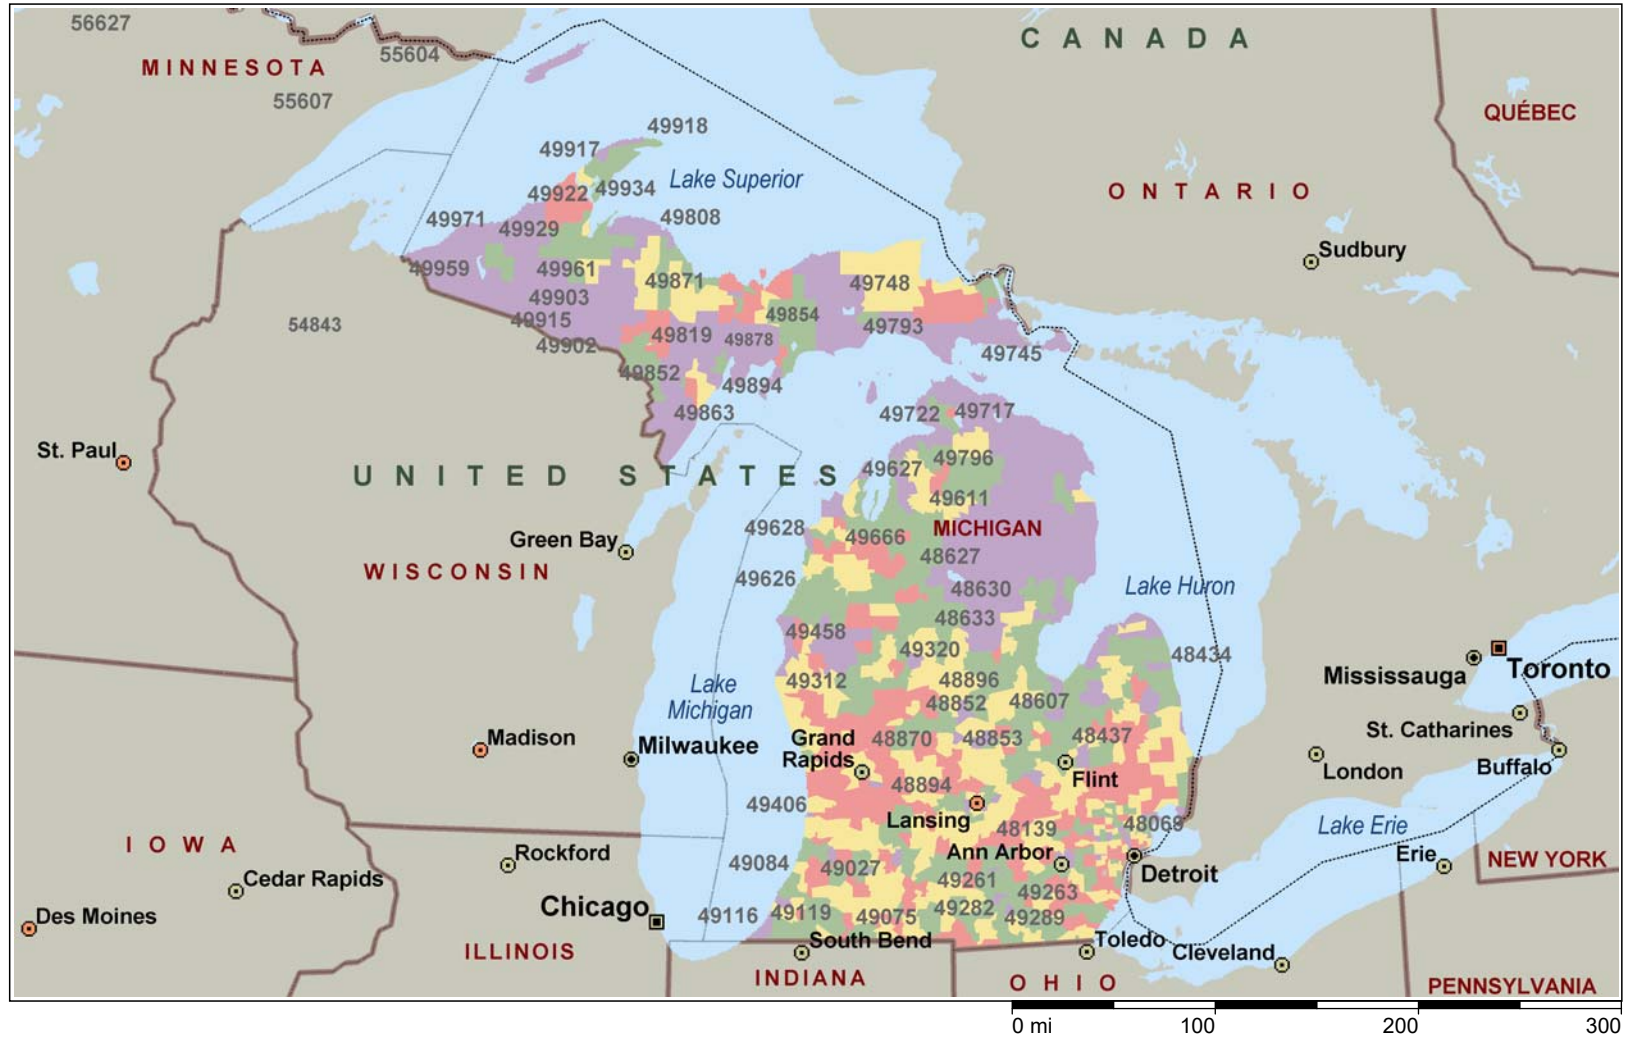 56627
55604
CANADA
MINNESOTA
55607
QUÉBEC
49918
49917
Lake Superior
49922
49934
ONTARIO
49971
49808
49929
Sudbury
49959
49961
49871
49748
49903
49854
49915
54843
49793
49819
49878
49902
49745
49852
49894
49863
49722
49717
St. Paul
49796
49627
UNITED STATES
49611
49628
MICHIGAN
Green Bay
49666
48627
WISCONSIN
49626
48630
Lake Huron
48633
49458
49320
48434
Mississauga
Toronto
49312
48896
Lake
Michigan
48852
48607
St. Catharines
Madison
Milwaukee
Grand
Rapids
48870
48853
48437
London
Buffalo
Flint
48894
49406
Lansing
48139
48069
Lake Erie
IOWA
Rockford
Ann Arbor
Erie
NEW YORK
49084
49027
Detroit
Cedar Rapids
49261
49263
Des Moines
Chicago
49116
49119
49075
49282
49289
South Bend
Toledo
ILLINOIS
Cleveland
INDIANA
OHIO
PENNSYLVANIA
0 mi
100
200
300